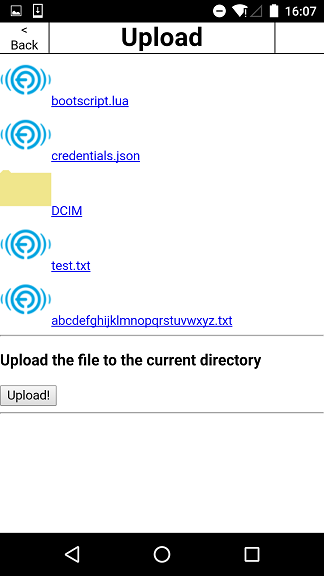 16:07
<
Back
Upload
bootscript.lua
credentials.json
DCIM
test.txt
abcdefghijklmnopqrstuvwxyz.txt
Upload the file to the current directory
Upload!